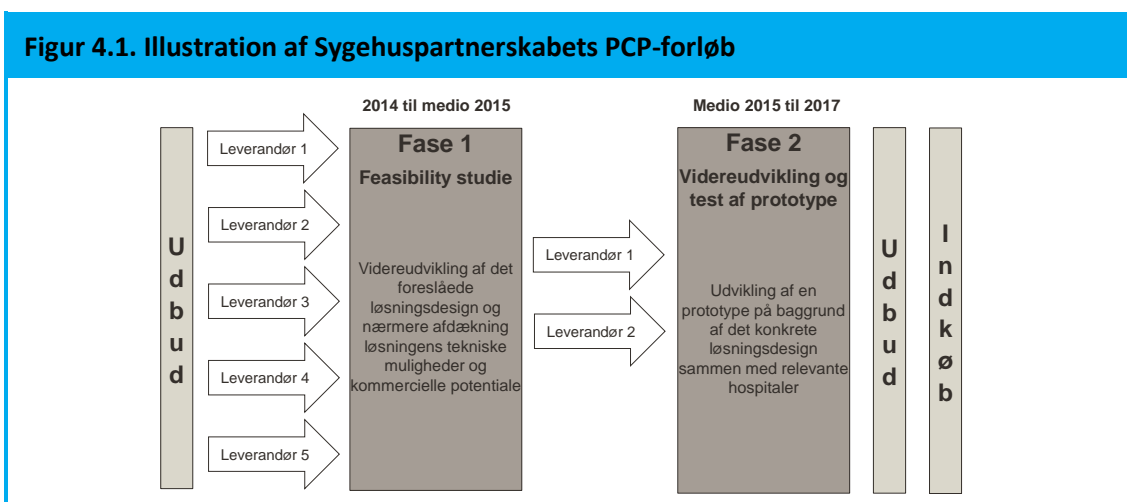 Figur 4.1. Illustration af Sygehuspartnerskabets PCP-forløb
Udbud
Leverandør 1
Leverandør 2
Leverandør 3
Leverandør 4
Leverandør 5
2014 til medio 2015
Fase 1
Feasibility studie
Videreudvikling af det
foreslåede
løsningsdesign og
nærmere afdækning
løsningens tekniske
muligheder og
kommercielle potentiale
Leverandør 1
Leverandør 2
Medio 2015 til 2017
Fase 2
Videreudvikling og
test af prototype
Udvikling af en
prototype på baggrund
af det konkrete
løsningsdesign
sammen med relevante
hospitaler
Udbud
Indkøb